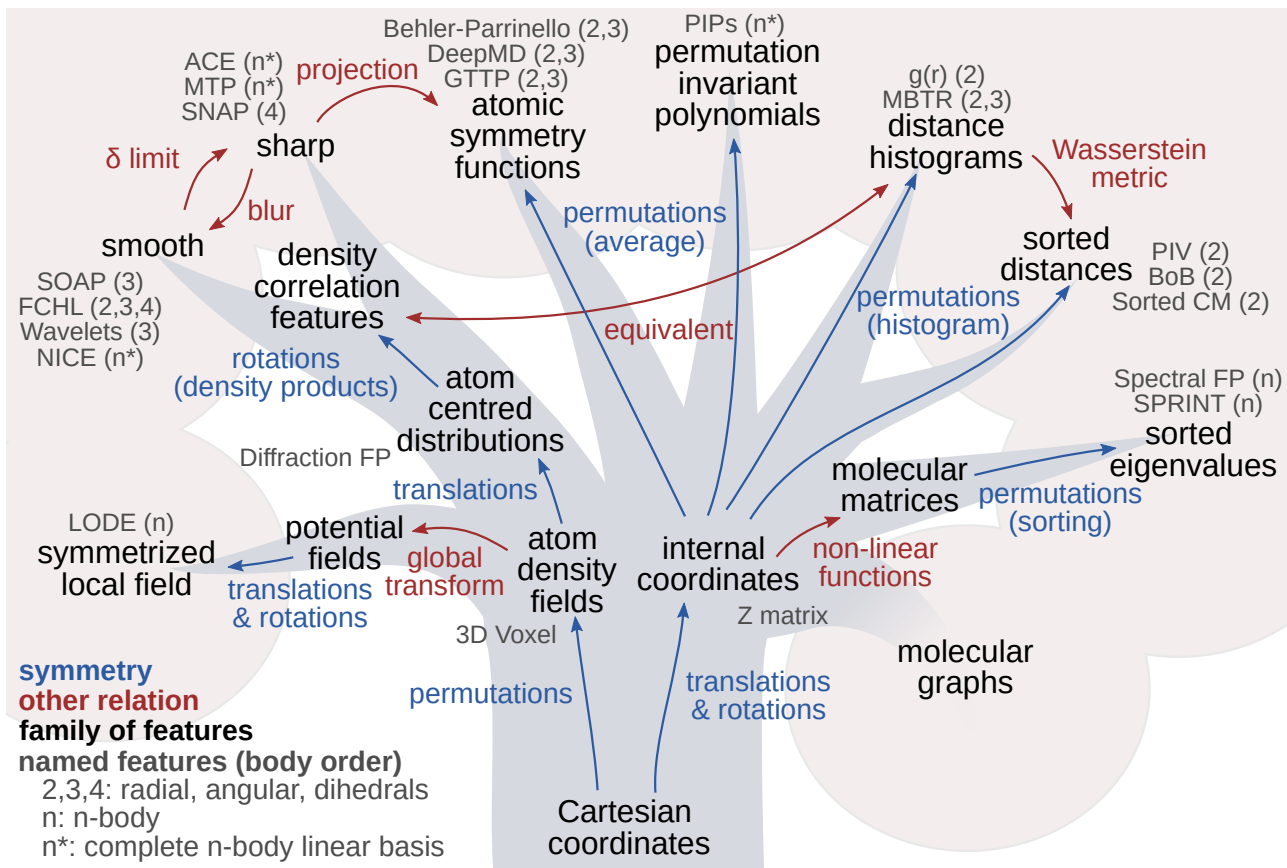 ACE (n*)
MTP (n*)
SNAP (4)
sharp
projection
Behler-Parrinello (2,3)
DeepMD (2,3)
GTTP (2,3)
atomic
symmetry
functions
PIPs (n*)
permutation
invariant
polynomials
g(r) (2)
MBTR (2,3)
distance
histograms
Wasserstein
metric
δ limit
blur
smooth
SOAP (3)
FCHL (2,3,4)
Wavelets (3)
NICE (n*)
density
correlation
features
permutations
(average)
sorted
distances
PIV (2)
BoB (2)
Sorted CM (2)
permutations
(histogram)
equivalent
rotations
(density products)
atom
centred
distributions
Diffraction FP
translations
Spectral FP (n)
SPRINT (n)
sorted
eigenvalues
molecular
matrices
permutations
(sorting)
LODE (n)
symmetrized
local field
potential
fields
translations
& rotations
global
transform
atom
density
fields
3D Voxel
internal
coordinates
non-linear
functions
Z matrix
molecular
graphs
permutations
translations
& rotations
Cartesian
coordinates
symmetry
other relation
family of features
named features (body order)
2,3,4: radial, angular, dihedrals
n: n-body
n*: complete n-body linear basis